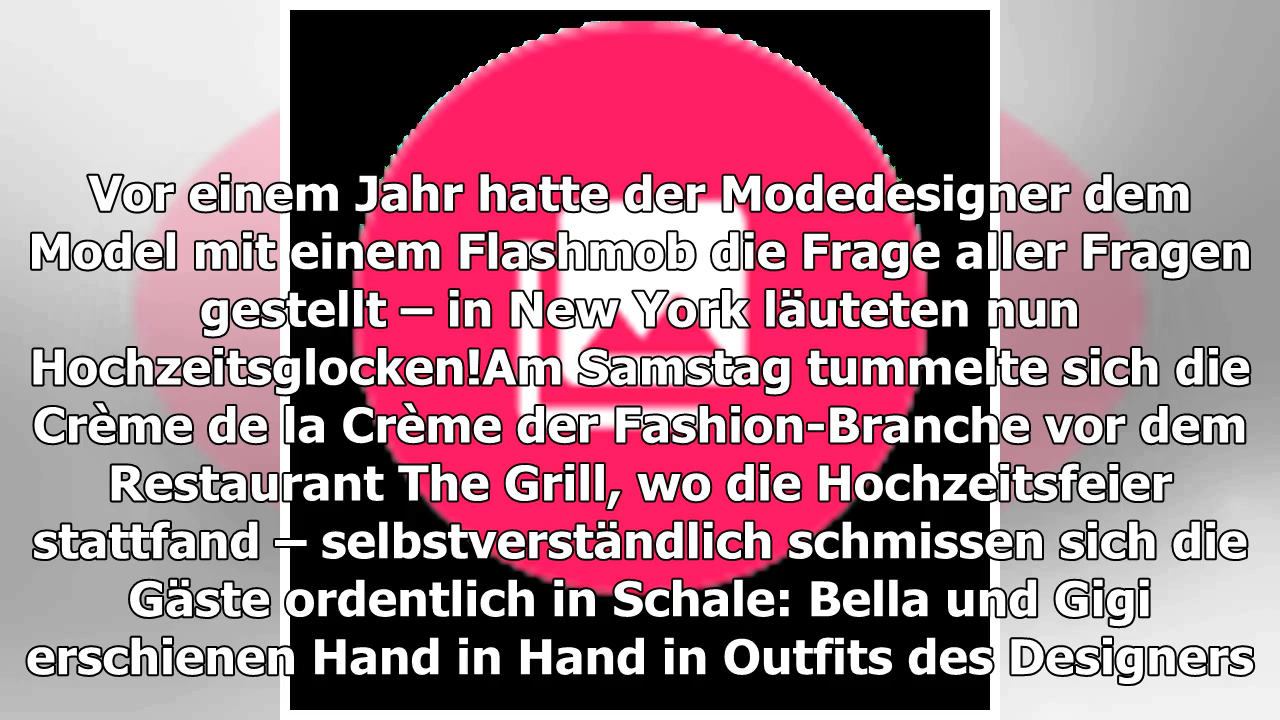 Vor einem Jahr hatte der Modedesigner dem
Model mit einem Flashmob die Frage aller Fragen
gestellt – in New York läuteten nun
Hochzeitsglocken!Am Samstag tummelte sich die
Crème de la Crème der Fashion-Branche vor dem
Restaurant The Grill, wo die Hochzeitsfeier
stattfand – selbstverständlich schmissen sich die
Gäste ordentlich in Schale: Bella und Gigi
erschienen Hand in Hand in Outfits des Designers